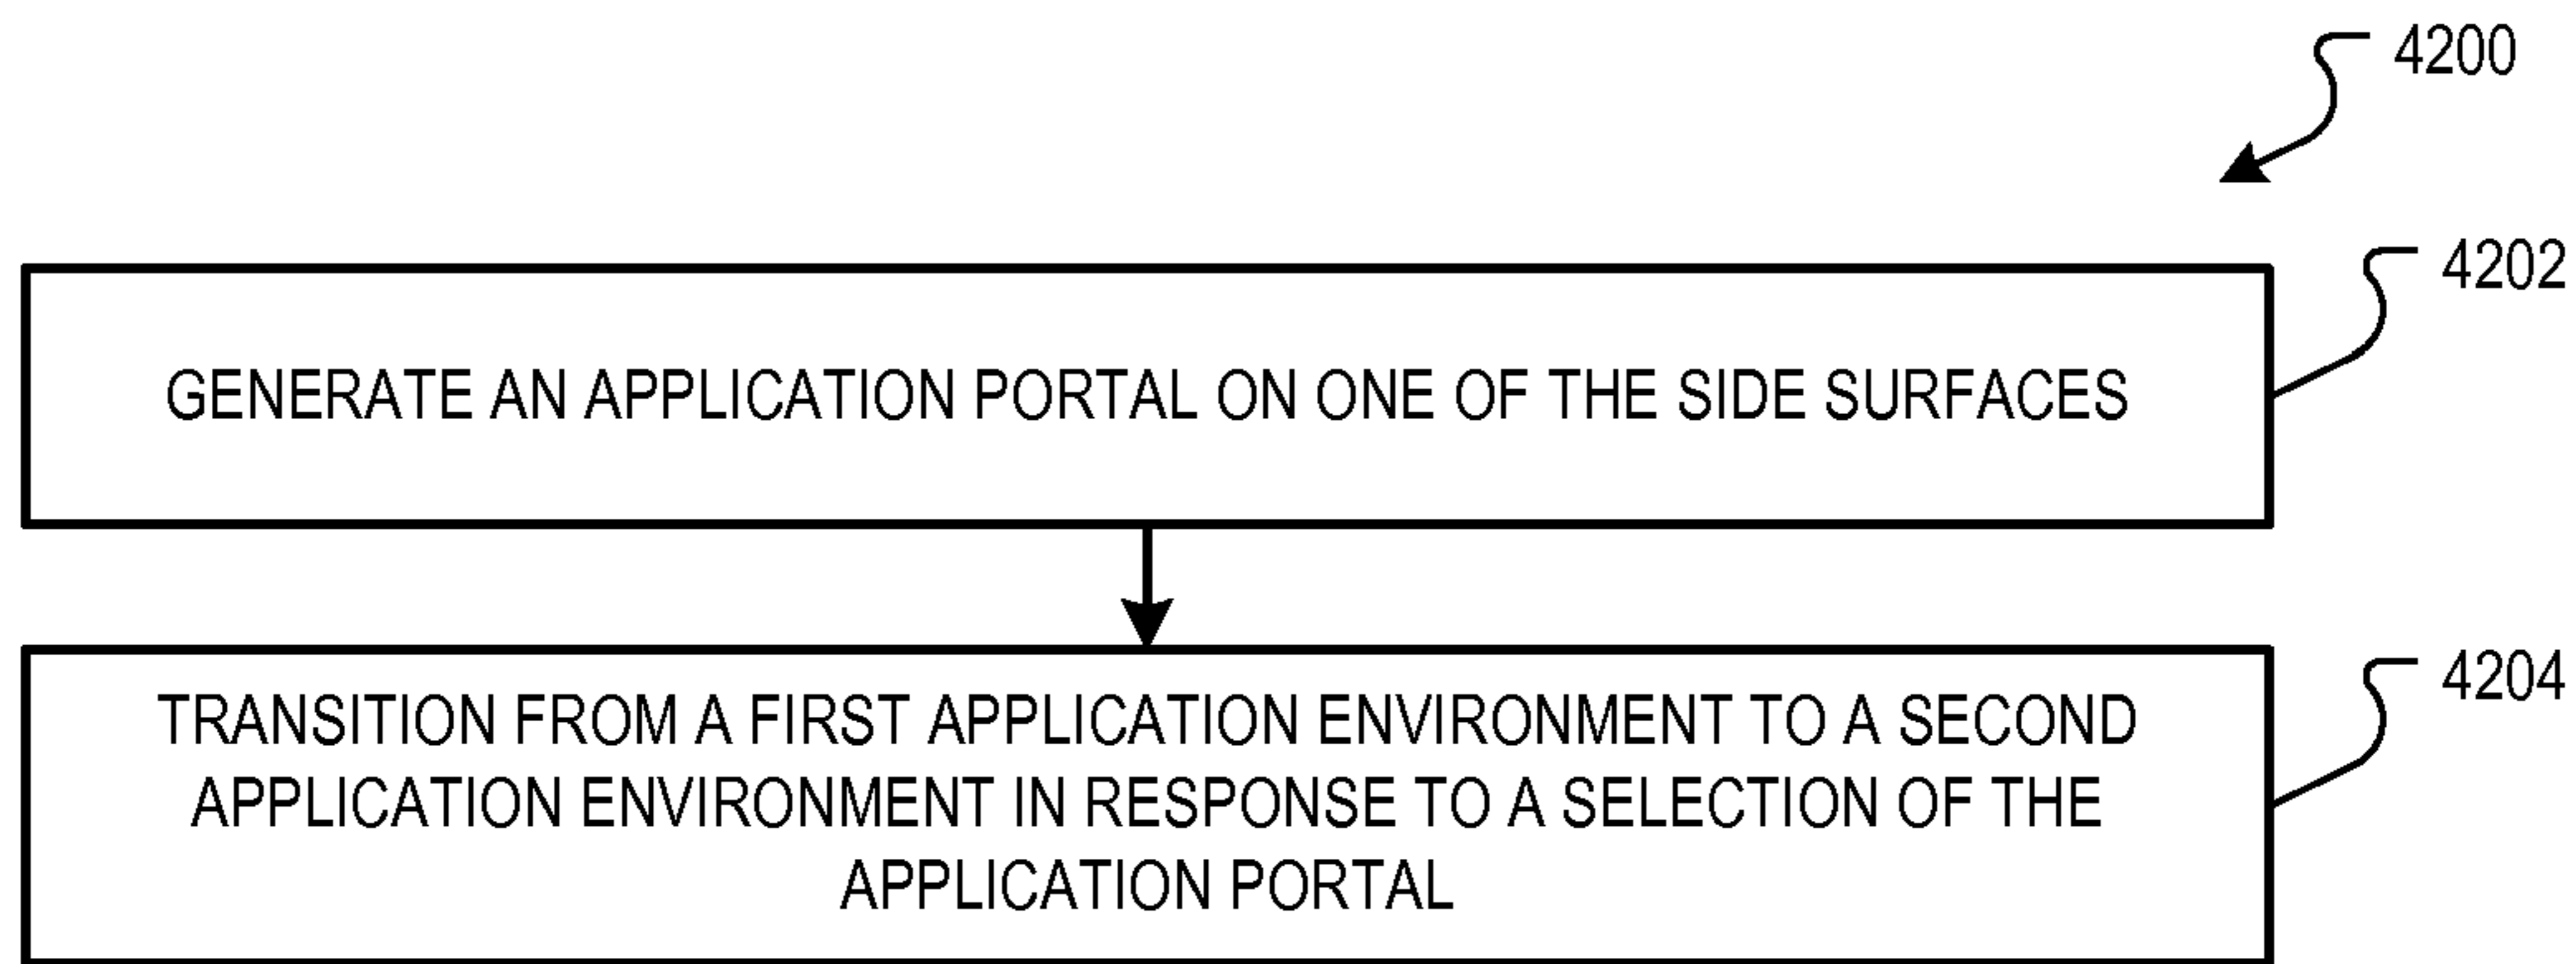 4200
4202
GENERATE AN APPLICATION PORTAL ON ONE OF THE SIDE SURFACES
4204
TRANSITION FROM A FIRST APPLICATION ENVIRONMENT TO A SECOND
APPLICATION ENVIRONMENT IN RESPONSE TO A SELECTION OF THE
APPLICATION PORTAL